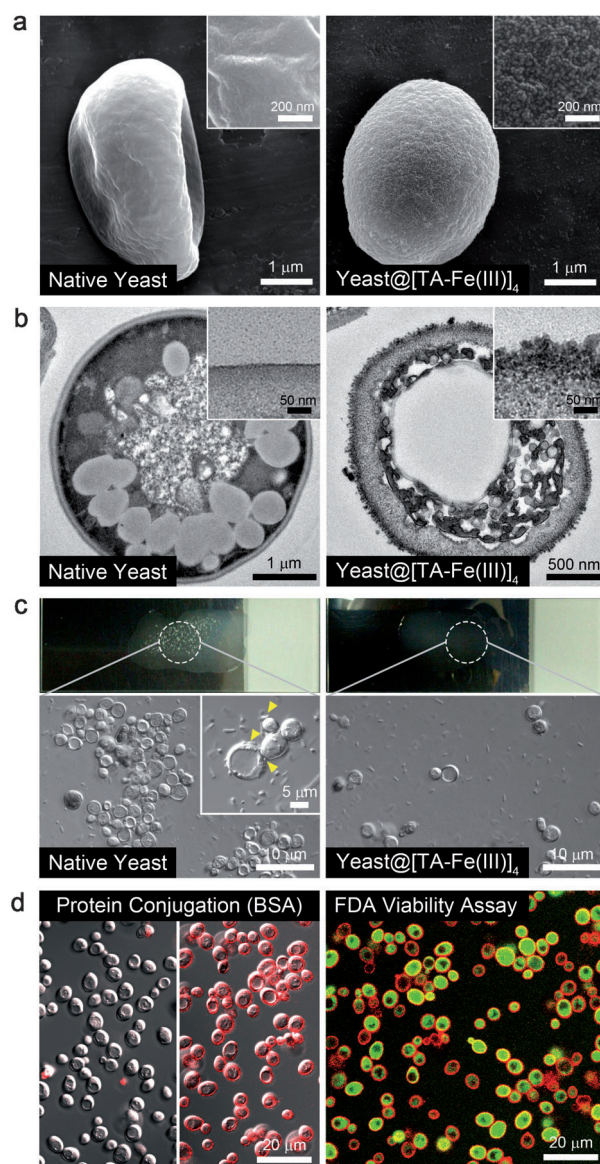 a
200 nm
200 nm
1 μm
1 μm
Native Yeast
Yeast@[TA-Fe(III)]4
b
50 nm
50 nm
1 μm
500 nm
Native Yeast
Yeast@[TA-Fe(III)]4
c
5 μm
10 μm
10 μm
Native Yeast
Yeast@[TA-Fe(III)]4
d
Protein Conjugation (BSA)
FDA Viability Assay
20 μm
20 μm